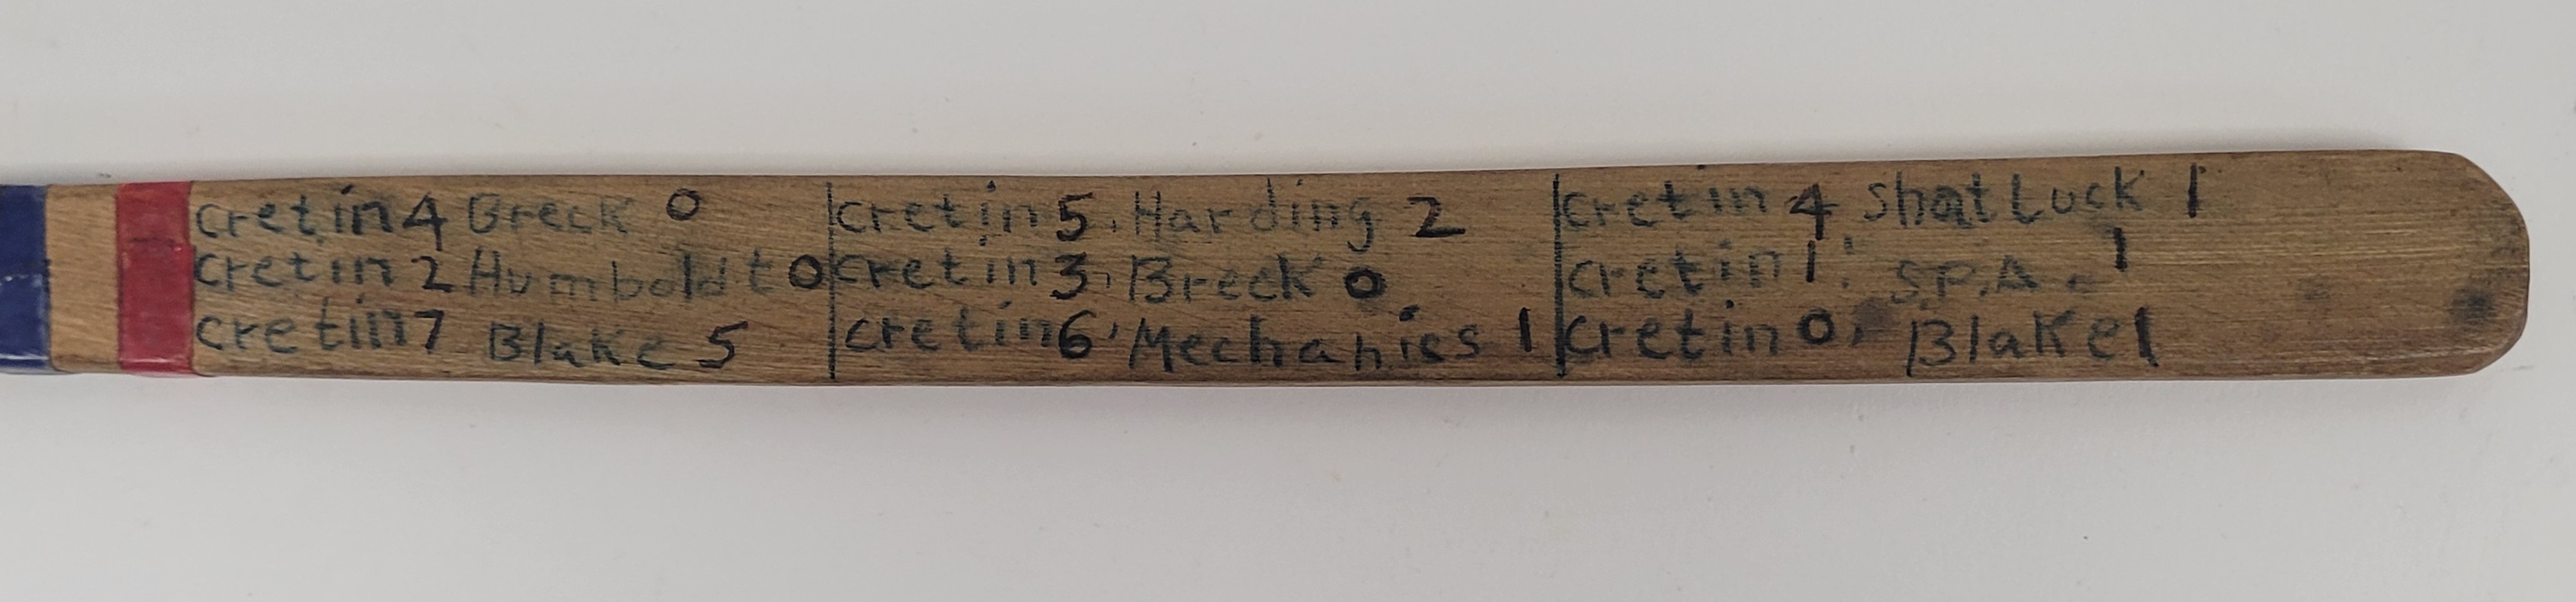 cretin 4 Breck 0
cretin 2 Humboldt 0
cretin 7 Blake 5
cretin 5. Harding 2
cretin 3. Breck 0
cretin 6. Mechanics 1
cretin 4 Shattuck 1
cretin 1. S.P.A. 1
cretin 0. Blake 1